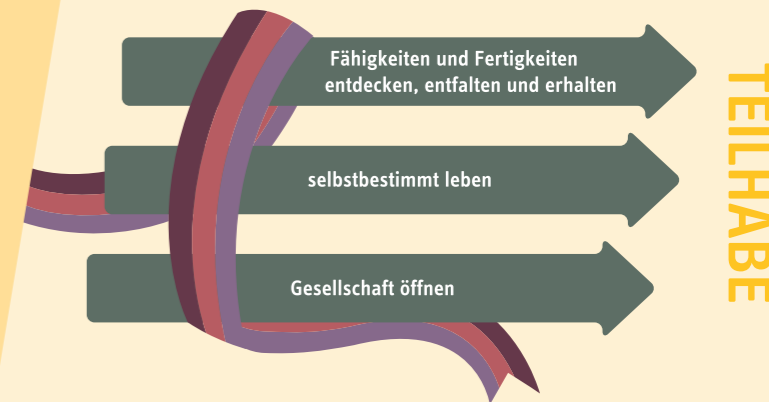 Fähigkeiten und Fertigkeiten
entdecken, entfalten und erhalten
selbstbestimmt leben
Gesellschaft öffnen
TEILHABE